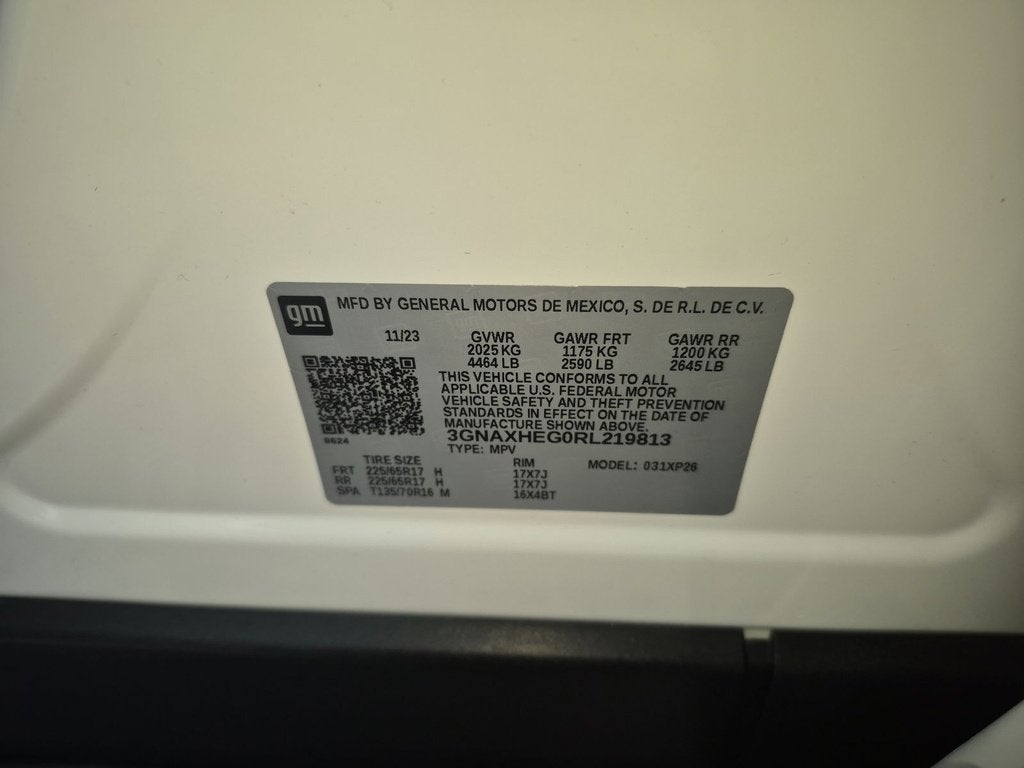 gm MFD BY GENERAL MOTORS DE MEXICO, S. DE R.L. DE C.V.
11/23 GVWR GAWR FRT GAWR RR
2025 KG 1175 KG 1200 KG
4464 LB 2590 LB 2645 LB
THIS VEHICLE CONFORMS TO ALL
APPLICABLE U.S. FEDERAL MOTOR
VEHICLE SAFETY AND THEFT PREVENTION
STANDARDS IN EFFECT ON THE DATE OF
MANUFACTURE SHOWN ABOVE.
8624 3GNAXHEG0RL219813
TYPE: MPV
TIRE SIZE RIM MODEL: 031XP26
FRT 225/65R17 H 17X7J
RR 225/65R17 H 17X7J
SPA T135/70R16 M 16X4BT